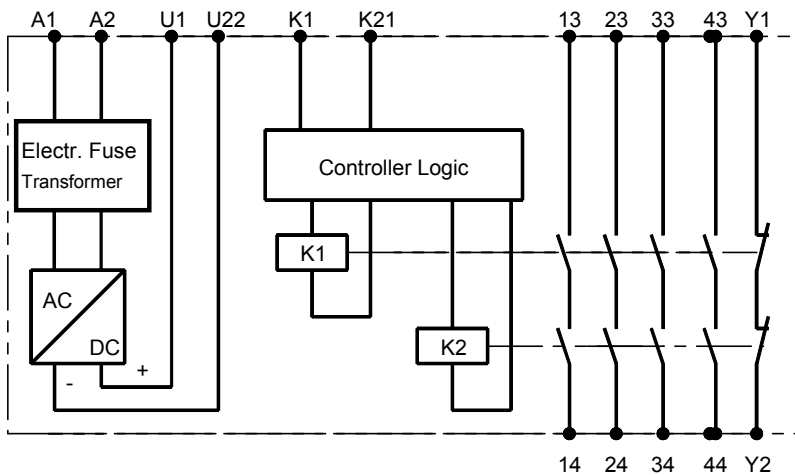 A1 A2 U1 U22 K1 K21 13 23 33 43 Y1
Electr. Fuse
Transformer
Controller Logic
K1
AC
DC
K2
- +
14 24 34 44 Y2